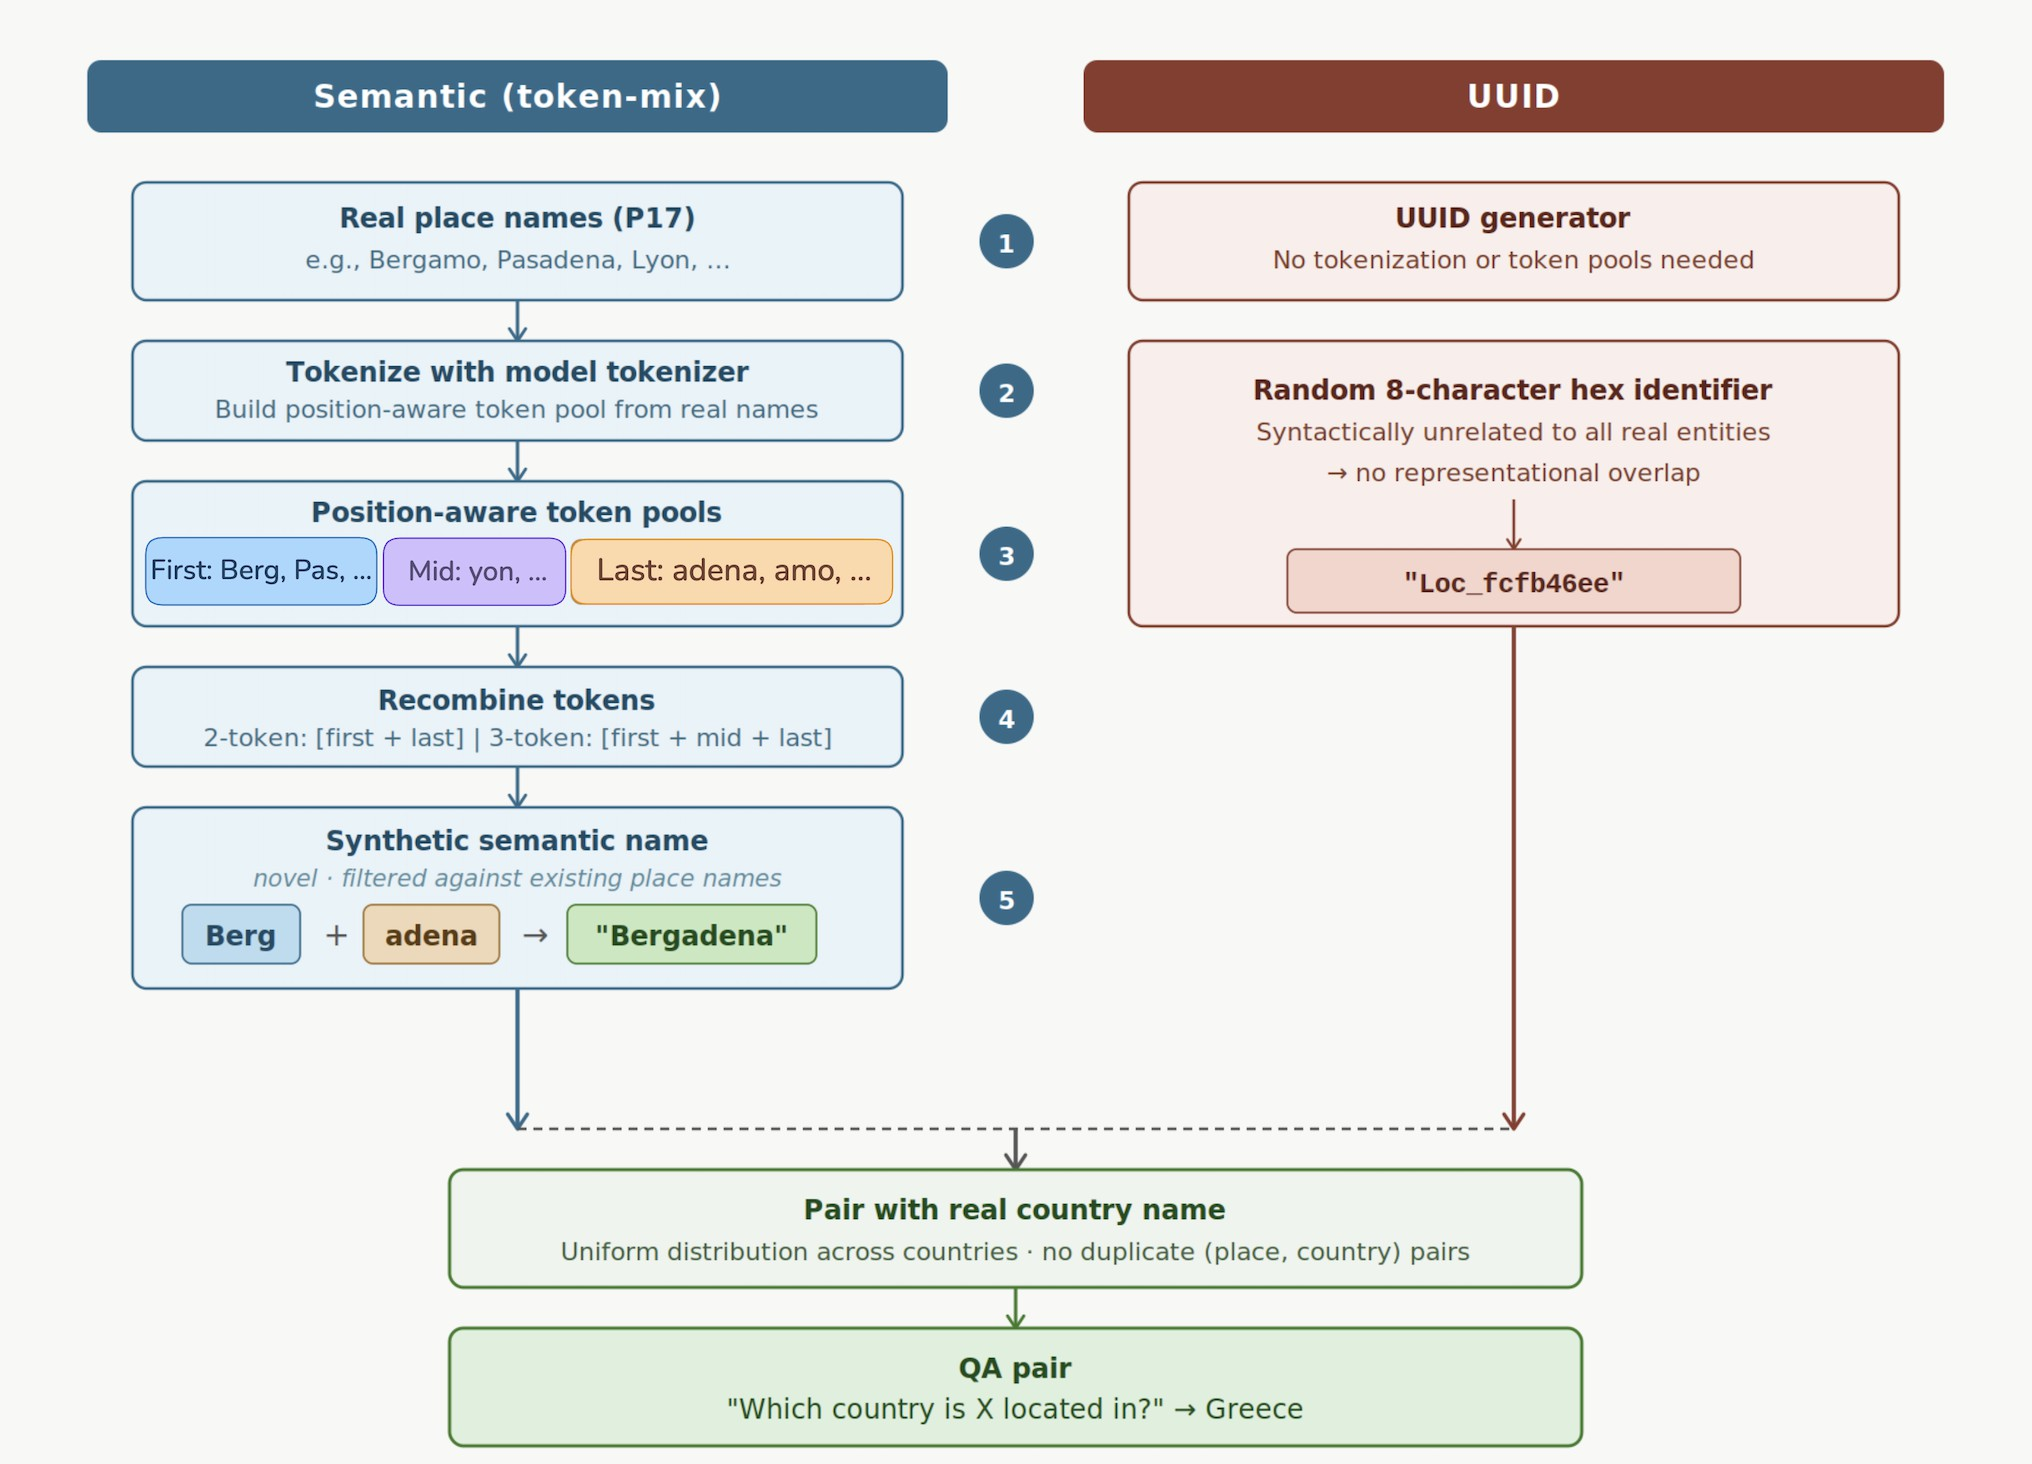 Semantic (token-mix)
UUID
Real place names (P17)
e.g., Bergamo, Pasadena, Lyon, ...
1
UUID generator
No tokenization or token pools needed
Tokenize with model tokenizer
Build position-aware token pool from real names
2
Random 8-character hex identifier
Syntactically unrelated to all real entities
→ no representational overlap
"Loc_fcfb46ee"
Position-aware token pools
First: Berg, Pas, ...
Mid: yon, ...
Last: adena, amo, ...
3
Recombine tokens
2-token: [first + last] | 3-token: [first + mid + last]
4
Synthetic semantic name
novel · filtered against existing place names
Berg + adena → "Bergadena"
5
Pair with real country name
Uniform distribution across countries · no duplicate (place, country) pairs
QA pair
"Which country is X located in?" → Greece